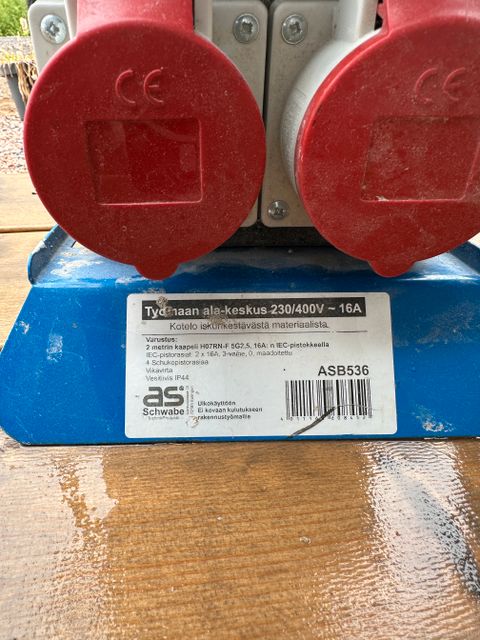 CE
CE
Työmaan ala-keskus 230/400V ~ 16A
Kotelo iskunkestävästä materiaalista.
Varustus:
2 metrin kaapeli H07RN-F 5G2,5, 16A: n IEC-pistokkeella
IEC-pistorasiat 2 x 16A, 3-vaihe, 0, maadoitettu
4 Schukopistorasiaa
Vikavirta
Vesitiivis IP44
ASB536
as
Schwabe
Ulkokäyttöön
Ei kovaan kulutukseen
rakennustyömaille